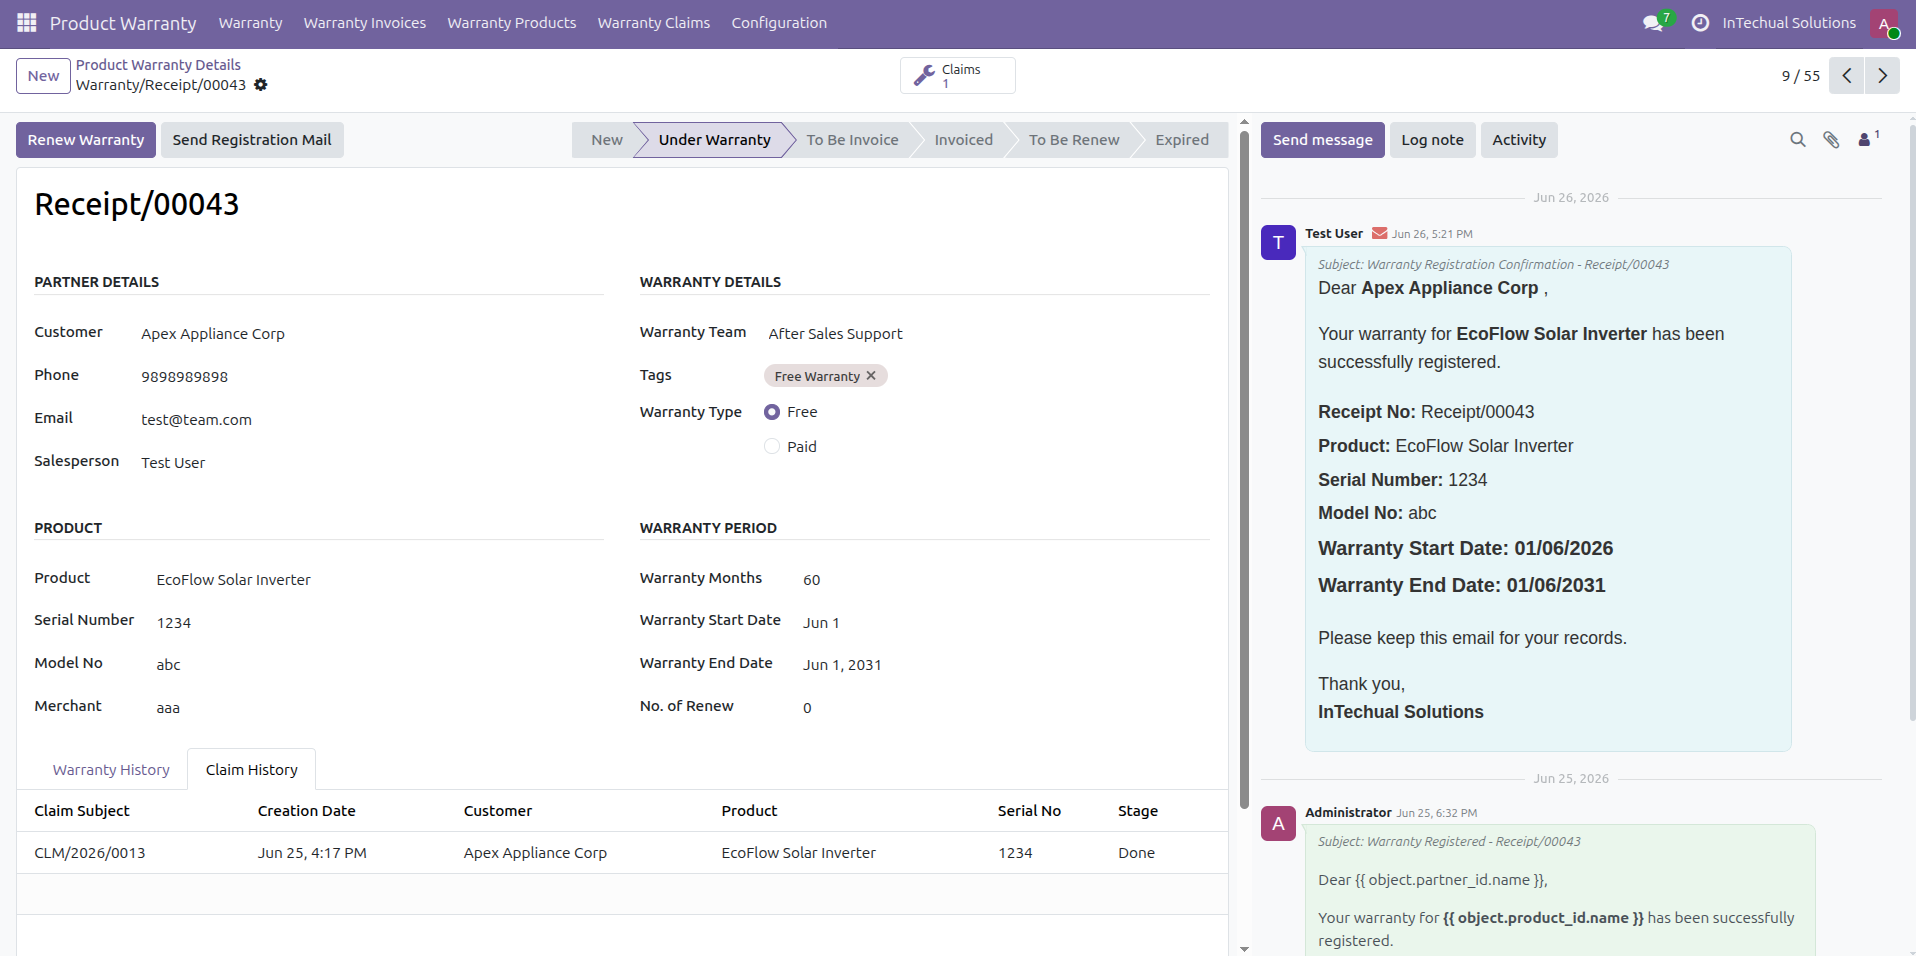 Product Warranty Warranty Warranty Invoices Warranty Products Warranty Claims Configuration 7 InTechual Solutions A
New
Product Warranty Details
Warranty/Receipt/00043
Claims
1
9 / 55
Renew Warranty Send Registration Mail
New Under Warranty To Be Invoice Invoiced To Be Renew Expired
Receipt/00043
PARTNER DETAILS
Customer Apex Appliance Corp
Phone 9898989898
Email test@team.com
Salesperson Test User
WARRANTY DETAILS
Warranty Team After Sales Support
Tags Free Warranty
Warranty Type Free
Paid
PRODUCT
Product EcoFlow Solar Inverter
Serial Number 1234
Model No abc
Merchant aaa
WARRANTY PERIOD
Warranty Months 60
Warranty Start Date Jun 1
Warranty End Date Jun 1, 2031
No. of Renew 0
Warranty History Claim History
Claim Subject Creation Date Customer Product Serial No Stage
CLM/2026/0013 Jun 25, 4:17 PM Apex Appliance Corp EcoFlow Solar Inverter 1234 Done
Send message Log note Activity 1
Jun 26, 2026
T Test User Jun 26, 5:21 PM
Subject: Warranty Registration Confirmation - Receipt/00043
Dear Apex Appliance Corp ,
Your warranty for EcoFlow Solar Inverter has been
successfully registered.
Receipt No: Receipt/00043
Product: EcoFlow Solar Inverter
Serial Number: 1234
Model No: abc
Warranty Start Date: 01/06/2026
Warranty End Date: 01/06/2031
Please keep this email for your records.
Thank you,
InTechual Solutions
Jun 25, 2026
A Administrator Jun 25, 6:32 PM
Subject: Warranty Registered - Receipt/00043
Dear {{ object.partner_id.name }},
Your warranty for {{ object.product_id.name }} has been successfully
registered.